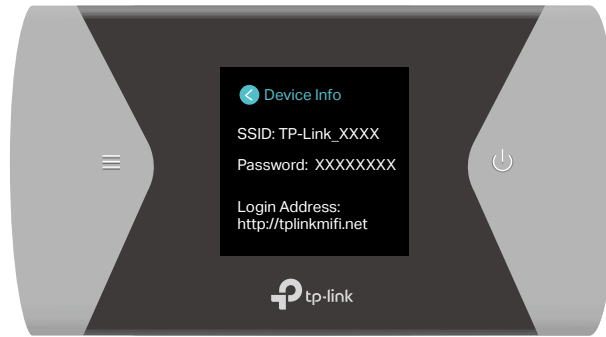 Device Info
SSID: TP-Link_XXXX
Password: XXXXXXXX
Login Address:
http://tplinkmifi.net
tp-link